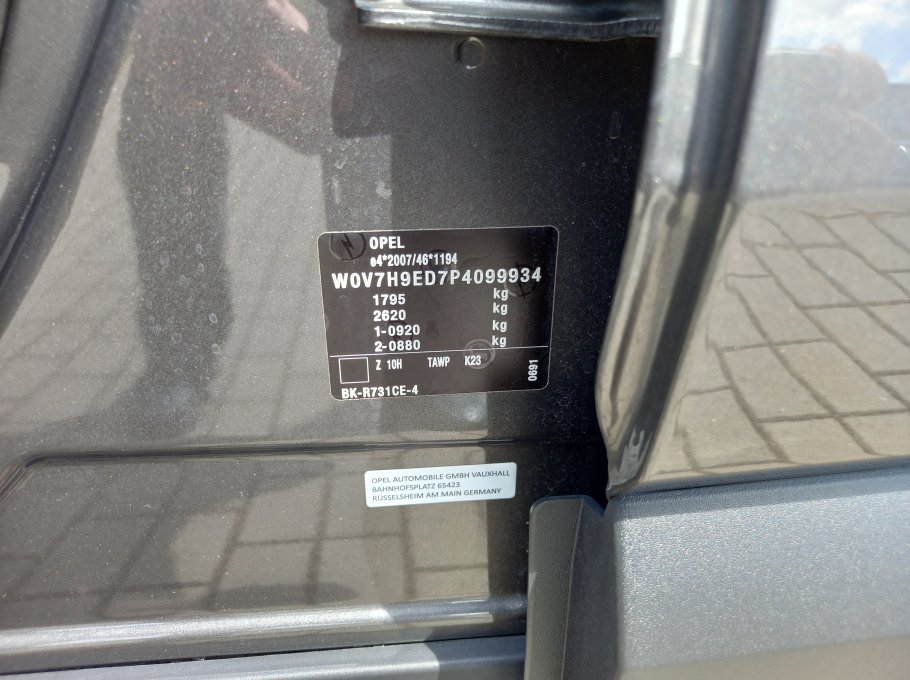 OPEL
e4*2007/46*1194
W0V7H9ED7P4099934
1795 kg
2620 kg
1-0920 kg
2-0880 kg
Z 10H TAWP K23
0691
BK-R731CE-4
OPEL AUTOMOBILE GMBH VAUXHALL
BAHNHOFSPLATZ 65423
RÜSSELSHEIM AM MAIN GERMANY